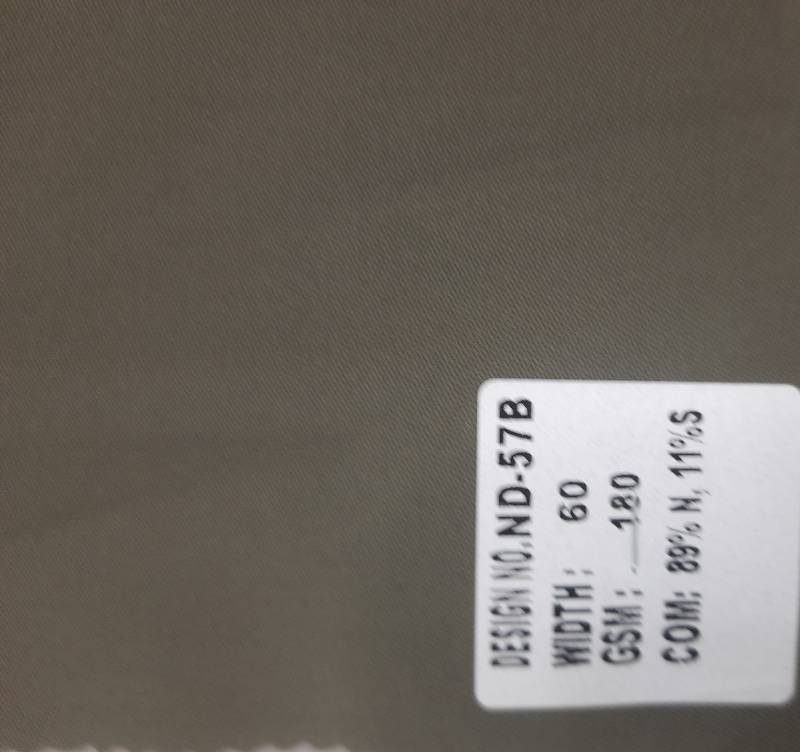 DESIGN NO.ND-57B
WIDTH: 60
GSM: 180
COM: 89% N, 11%S